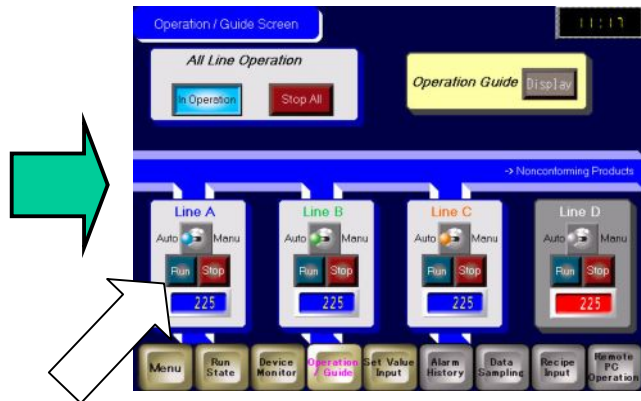 Operation / Guide Screen
11:17
All Line Operation
In Operation
Stop All
Operation Guide
Display
-> Nonconforming Products
Line A
Line B
Line C
Line D
Auto
Manu
Auto
Manu
Auto
Manu
Auto
Manu
Run
Stop
Run
Stop
Run
Stop
Run
Stop
225
225
225
225
Menu
Run
State
Device
Monitor
Operation
/ Guide
Set Value
Input
Alarm
History
Data
Sampling
Recipe
Input
Remote
PC
Operation